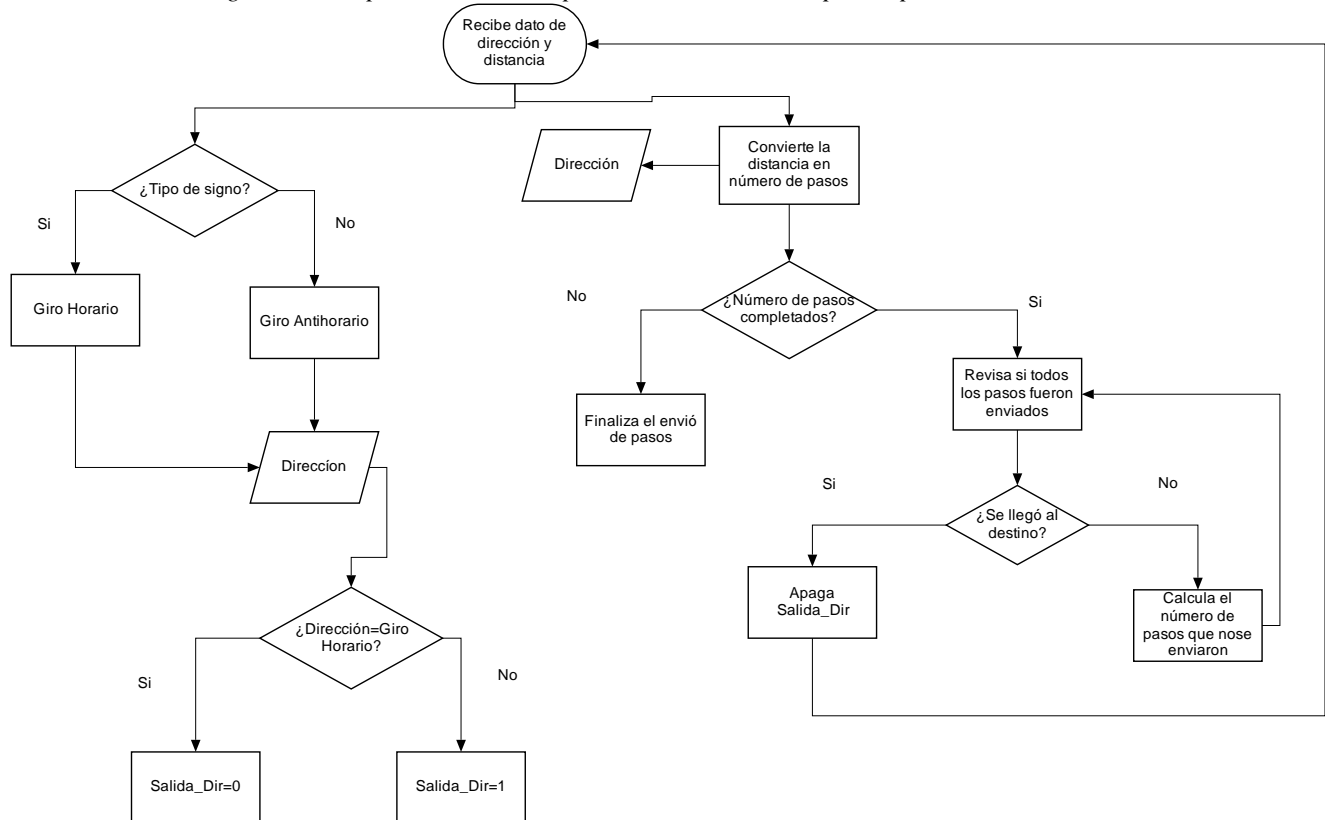 Recibe dato de
dirección y
distancia
¿Tipo de signo?
Si
No
Giro Horario
Giro Antihorario
Direccíon
¿Dirección=Giro
Horario?
Si
No
Salida_Dir=0
Salida_Dir=1
Dirección
Convierte la
distancia en
número de pasos
¿Número de pasos
completados?
No
Si
Finaliza el envió
de pasos
Revisa si todos
los pasos fueron
enviados
¿Se llegó al
destino?
Si
No
Apaga
Salida_Dir
Calcula el
número de
pasos que nose
enviaron